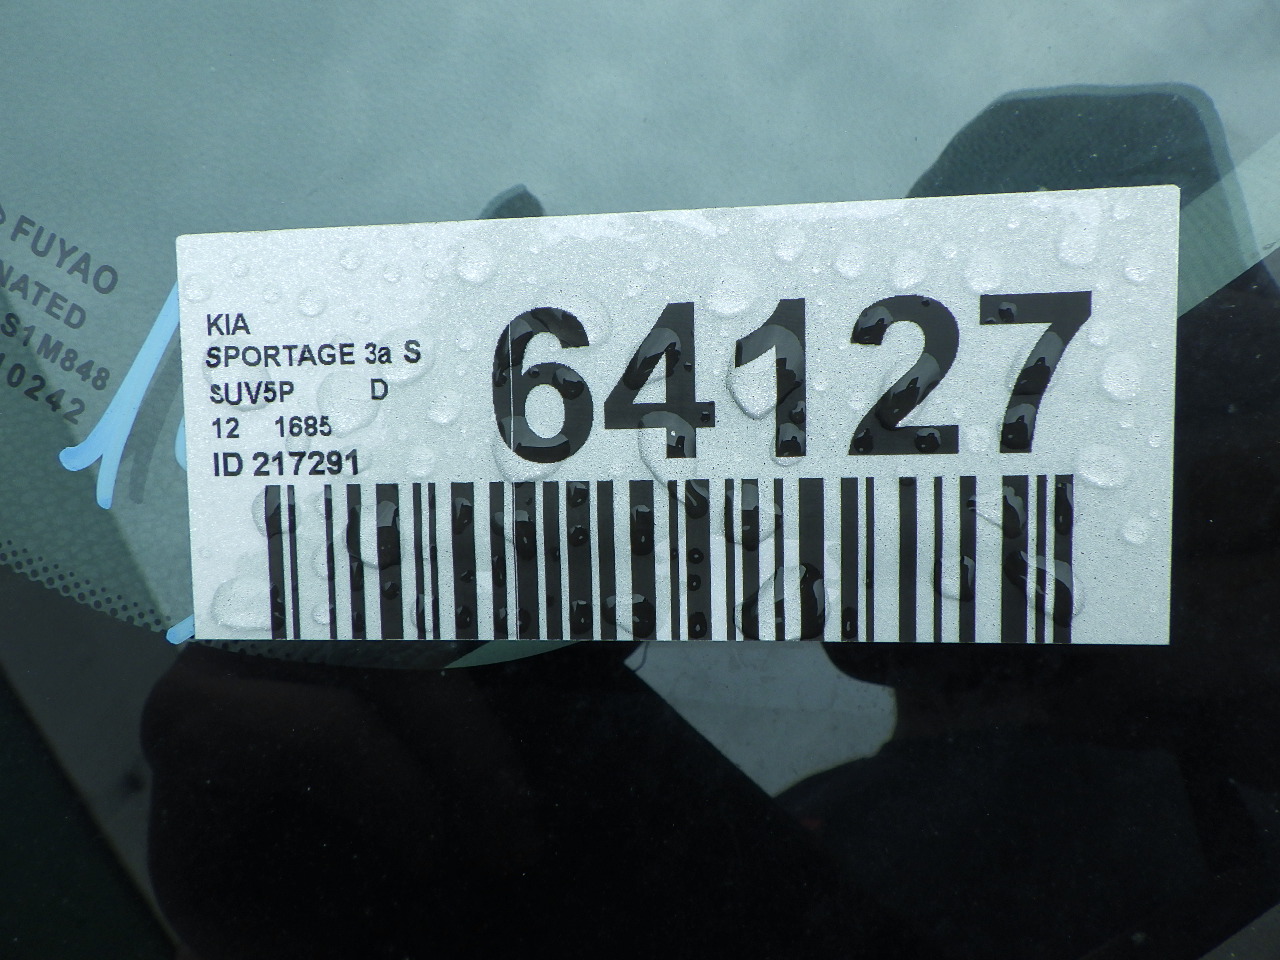 FUYAO
NATED
S1M848
10242
KIA
SPORTAGE 3a S
SUV5P D
12 1685
ID 217291
64127